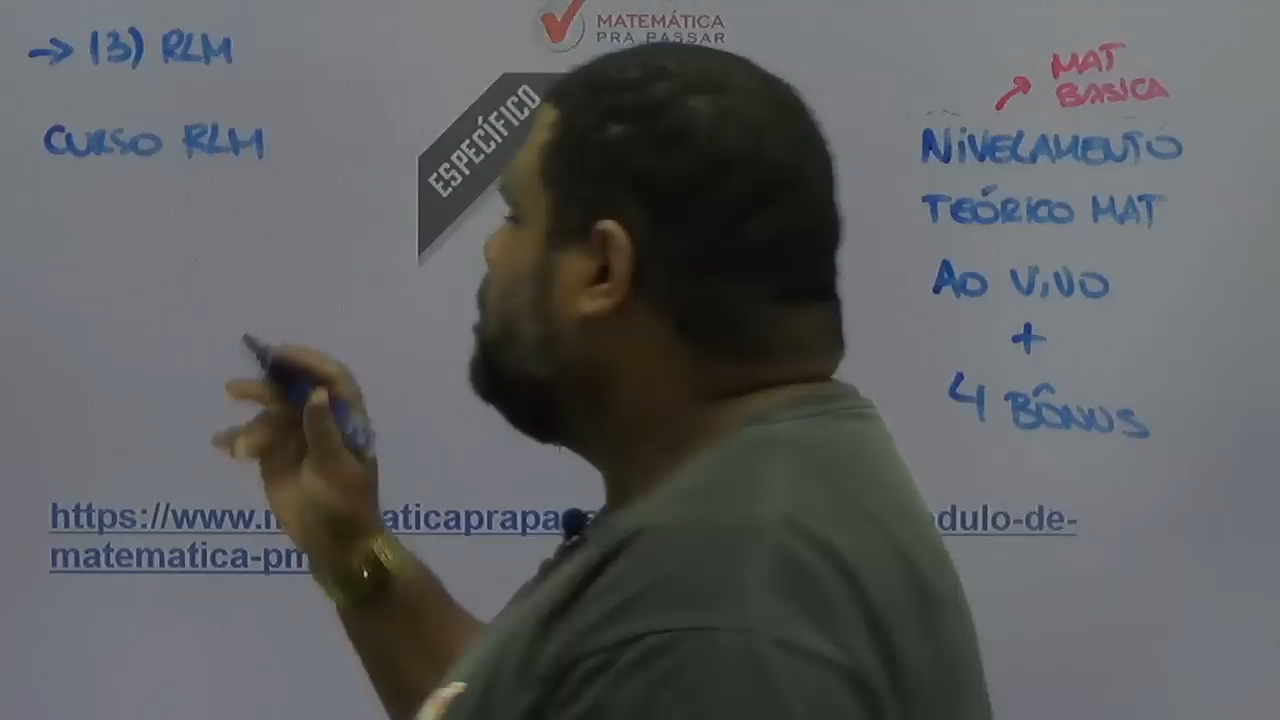 MATEMÁTICA
PRA PASSAR
→ 13) RLM
CURSO RLM
ESPECÍFICO
MAT
BASICA
NIVELAMENTO
TEÓRICO MAT
AO VIVO
+
4 BÔNUS
https://www.m aticaprapa dulo-de-
matematica-pm